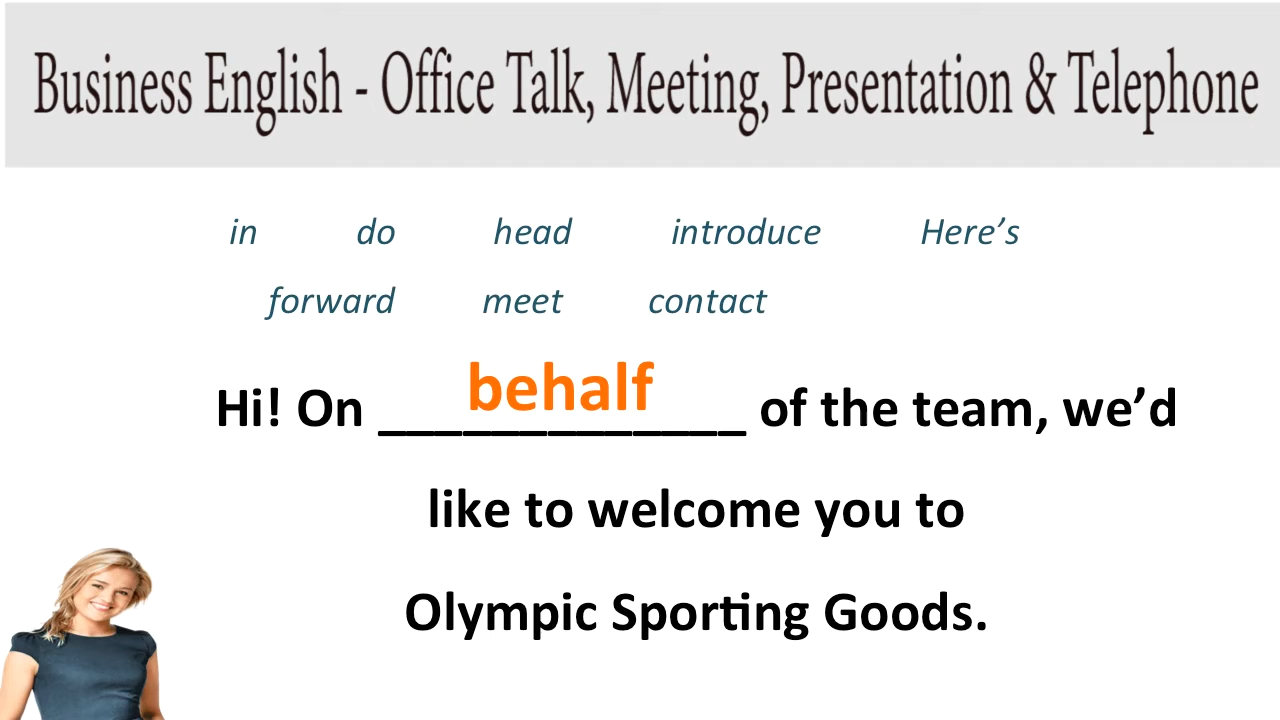 Business English - Office Talk, Meeting, Presentation & Telephone
in do head introduce Here’s
forward meet contact
Hi! On _____________ of the team, we’d
behalf
like to welcome you to
Olympic Sporting Goods.